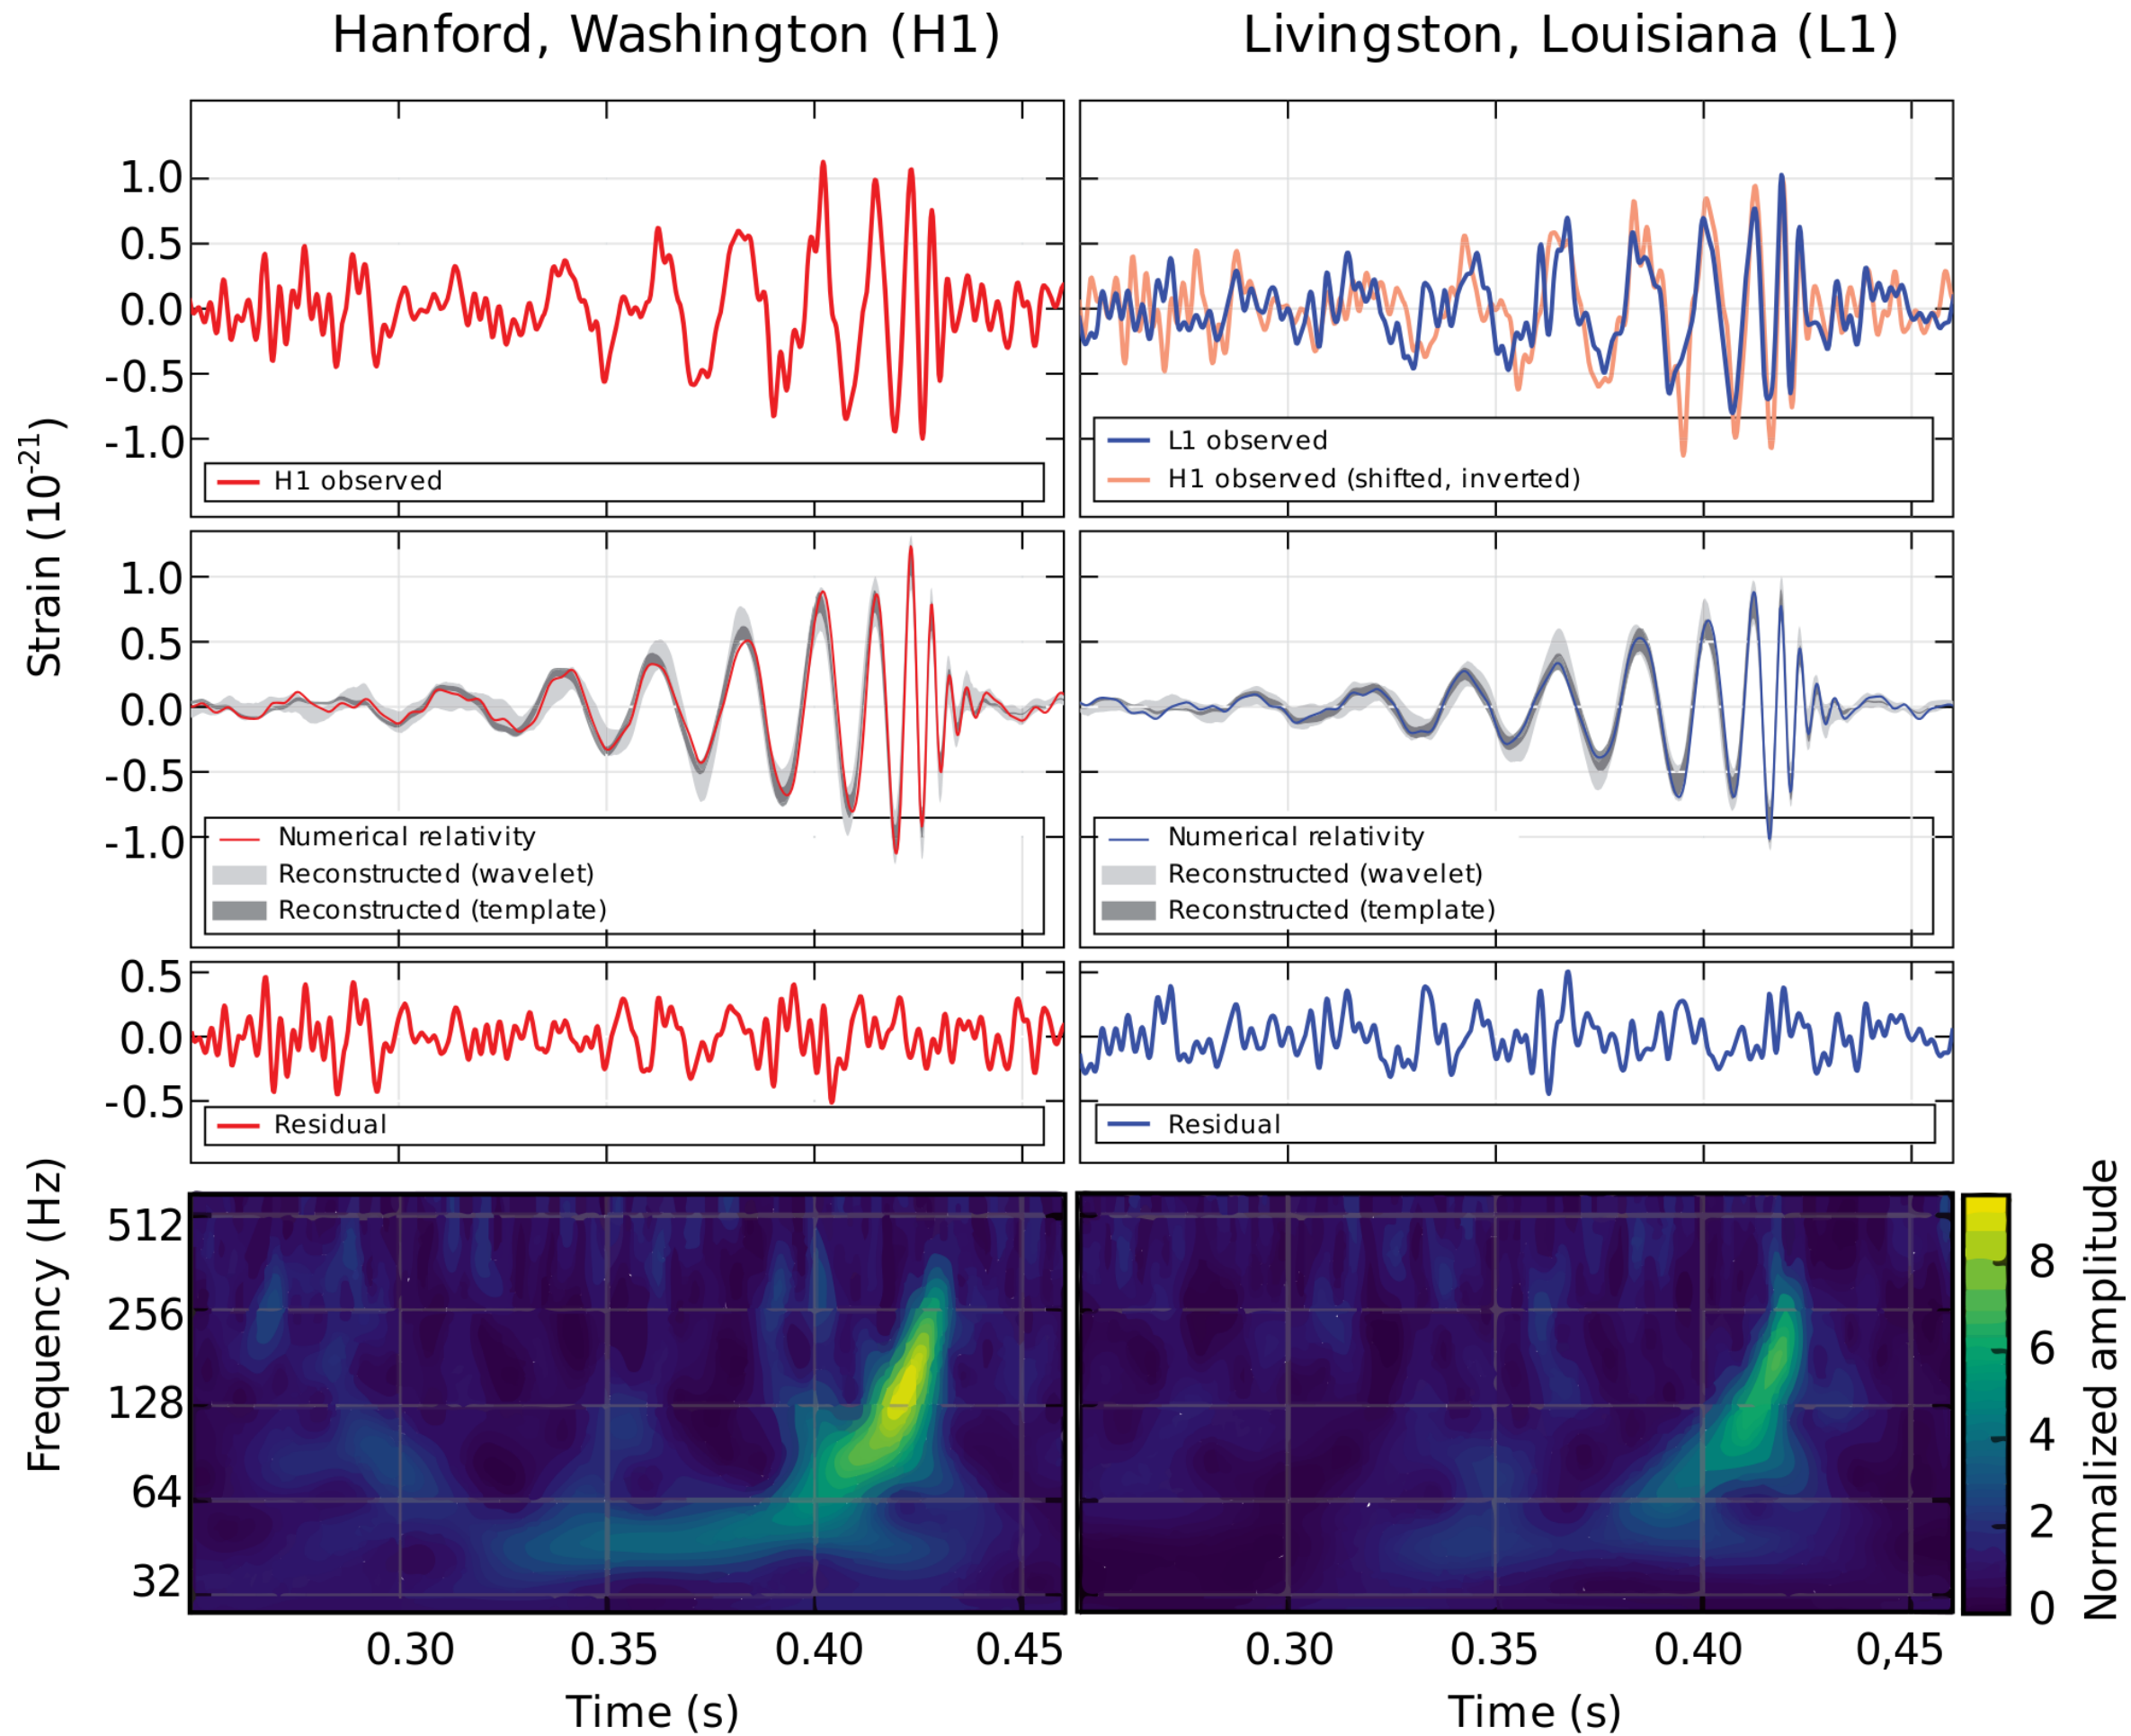 Hanford, Washington (H1)
Livingston, Louisiana (L1)
Strain (10-21)
1.0
0.5
0.0
-0.5
-1.0
H1 observed
L1 observed
H1 observed (shifted, inverted)
1.0
0.5
0.0
-0.5
-1.0
Numerical relativity
Reconstructed (wavelet)
Reconstructed (template)
Numerical relativity
Reconstructed (wavelet)
Reconstructed (template)
0.5
0.0
-0.5
Residual
Residual
Frequency (Hz)
512
256
128
64
32
8
6
4
2
0
Normalized amplitude
0.30 0.35 0.40 0.45
0.30 0.35 0.40 0,45
Time (s)
Time (s)